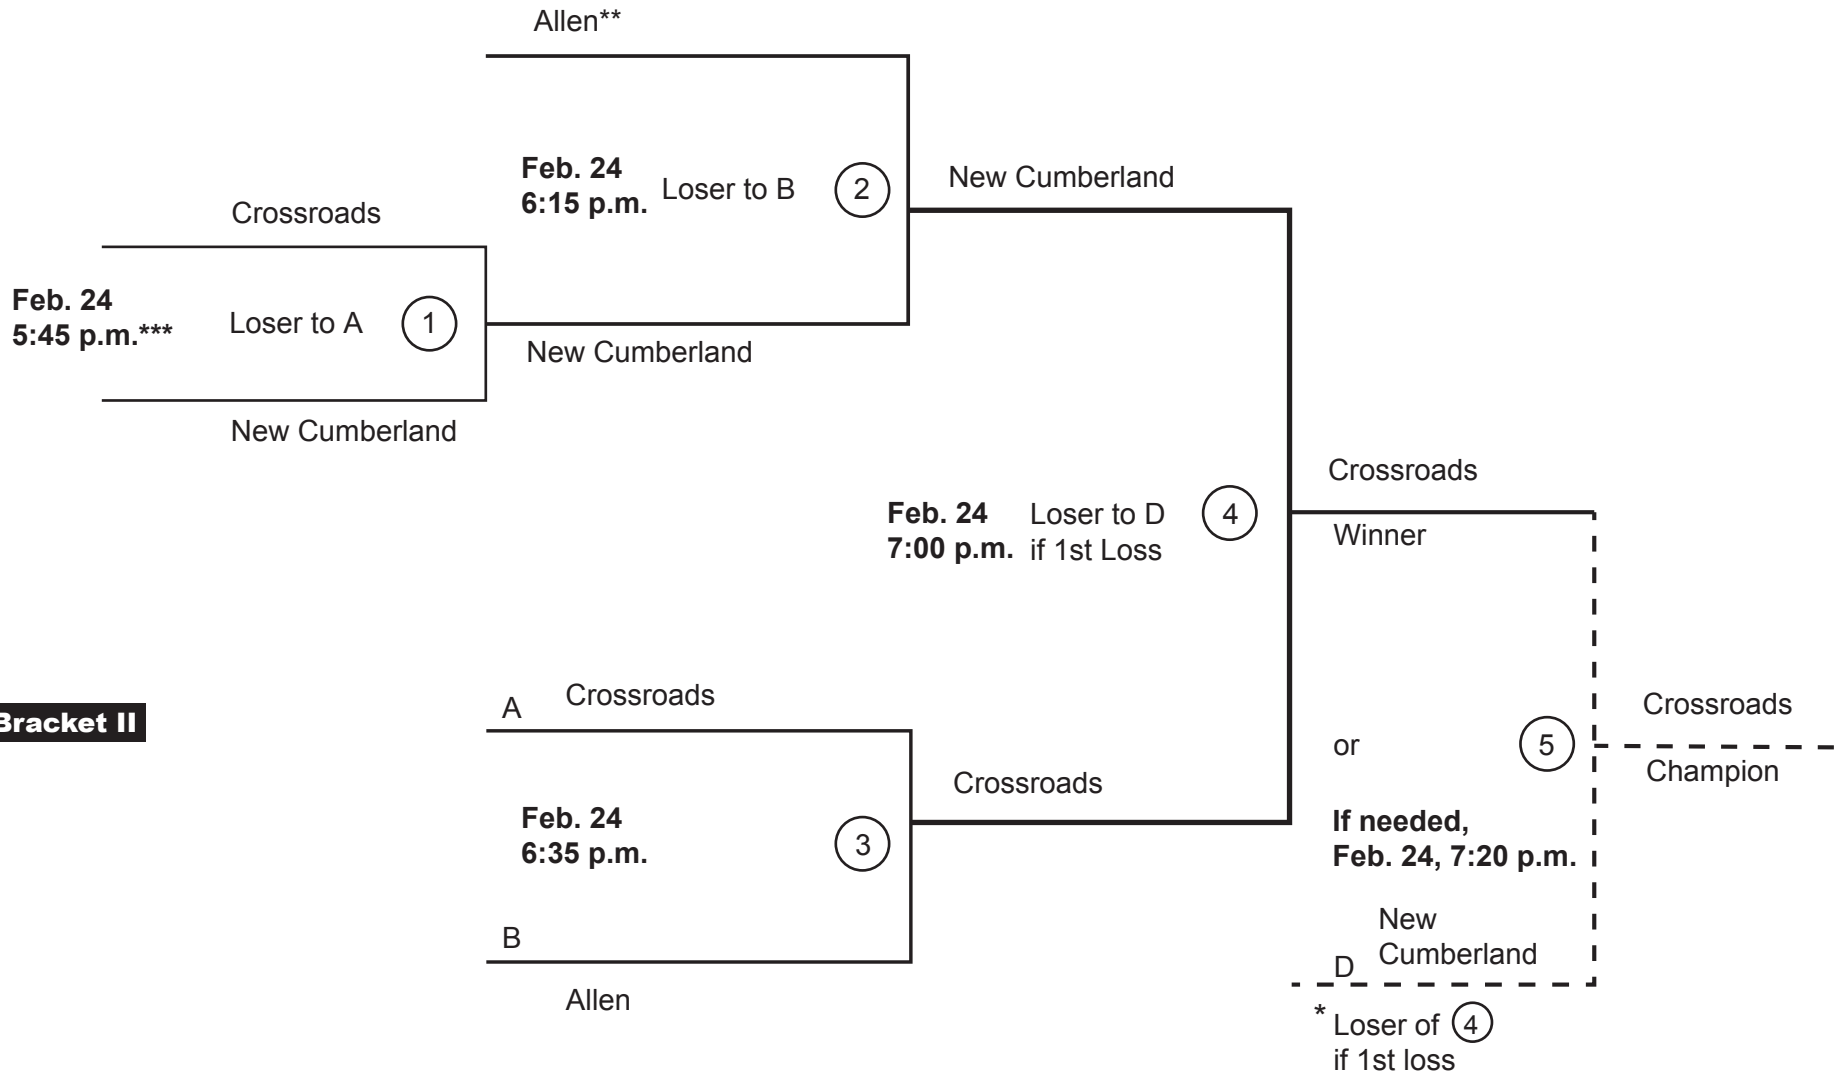 Allen**
Feb. 24
6:15 p.m.
Loser to B
2
New Cumberland
Crossroads
Feb. 24
5:45 p.m.***
Loser to A
1
New Cumberland
New Cumberland
Crossroads
Winner
Feb. 24
7:00 p.m.
Loser to D
if 1st Loss
4
Bracket II
A
Crossroads
Crossroads
Feb. 24
6:35 p.m.
3
B
Allen
or
5
If needed,
Feb. 24, 7:20 p.m.
Crossroads
Champion
New
Cumberland
D
* Loser of 4
if 1st loss